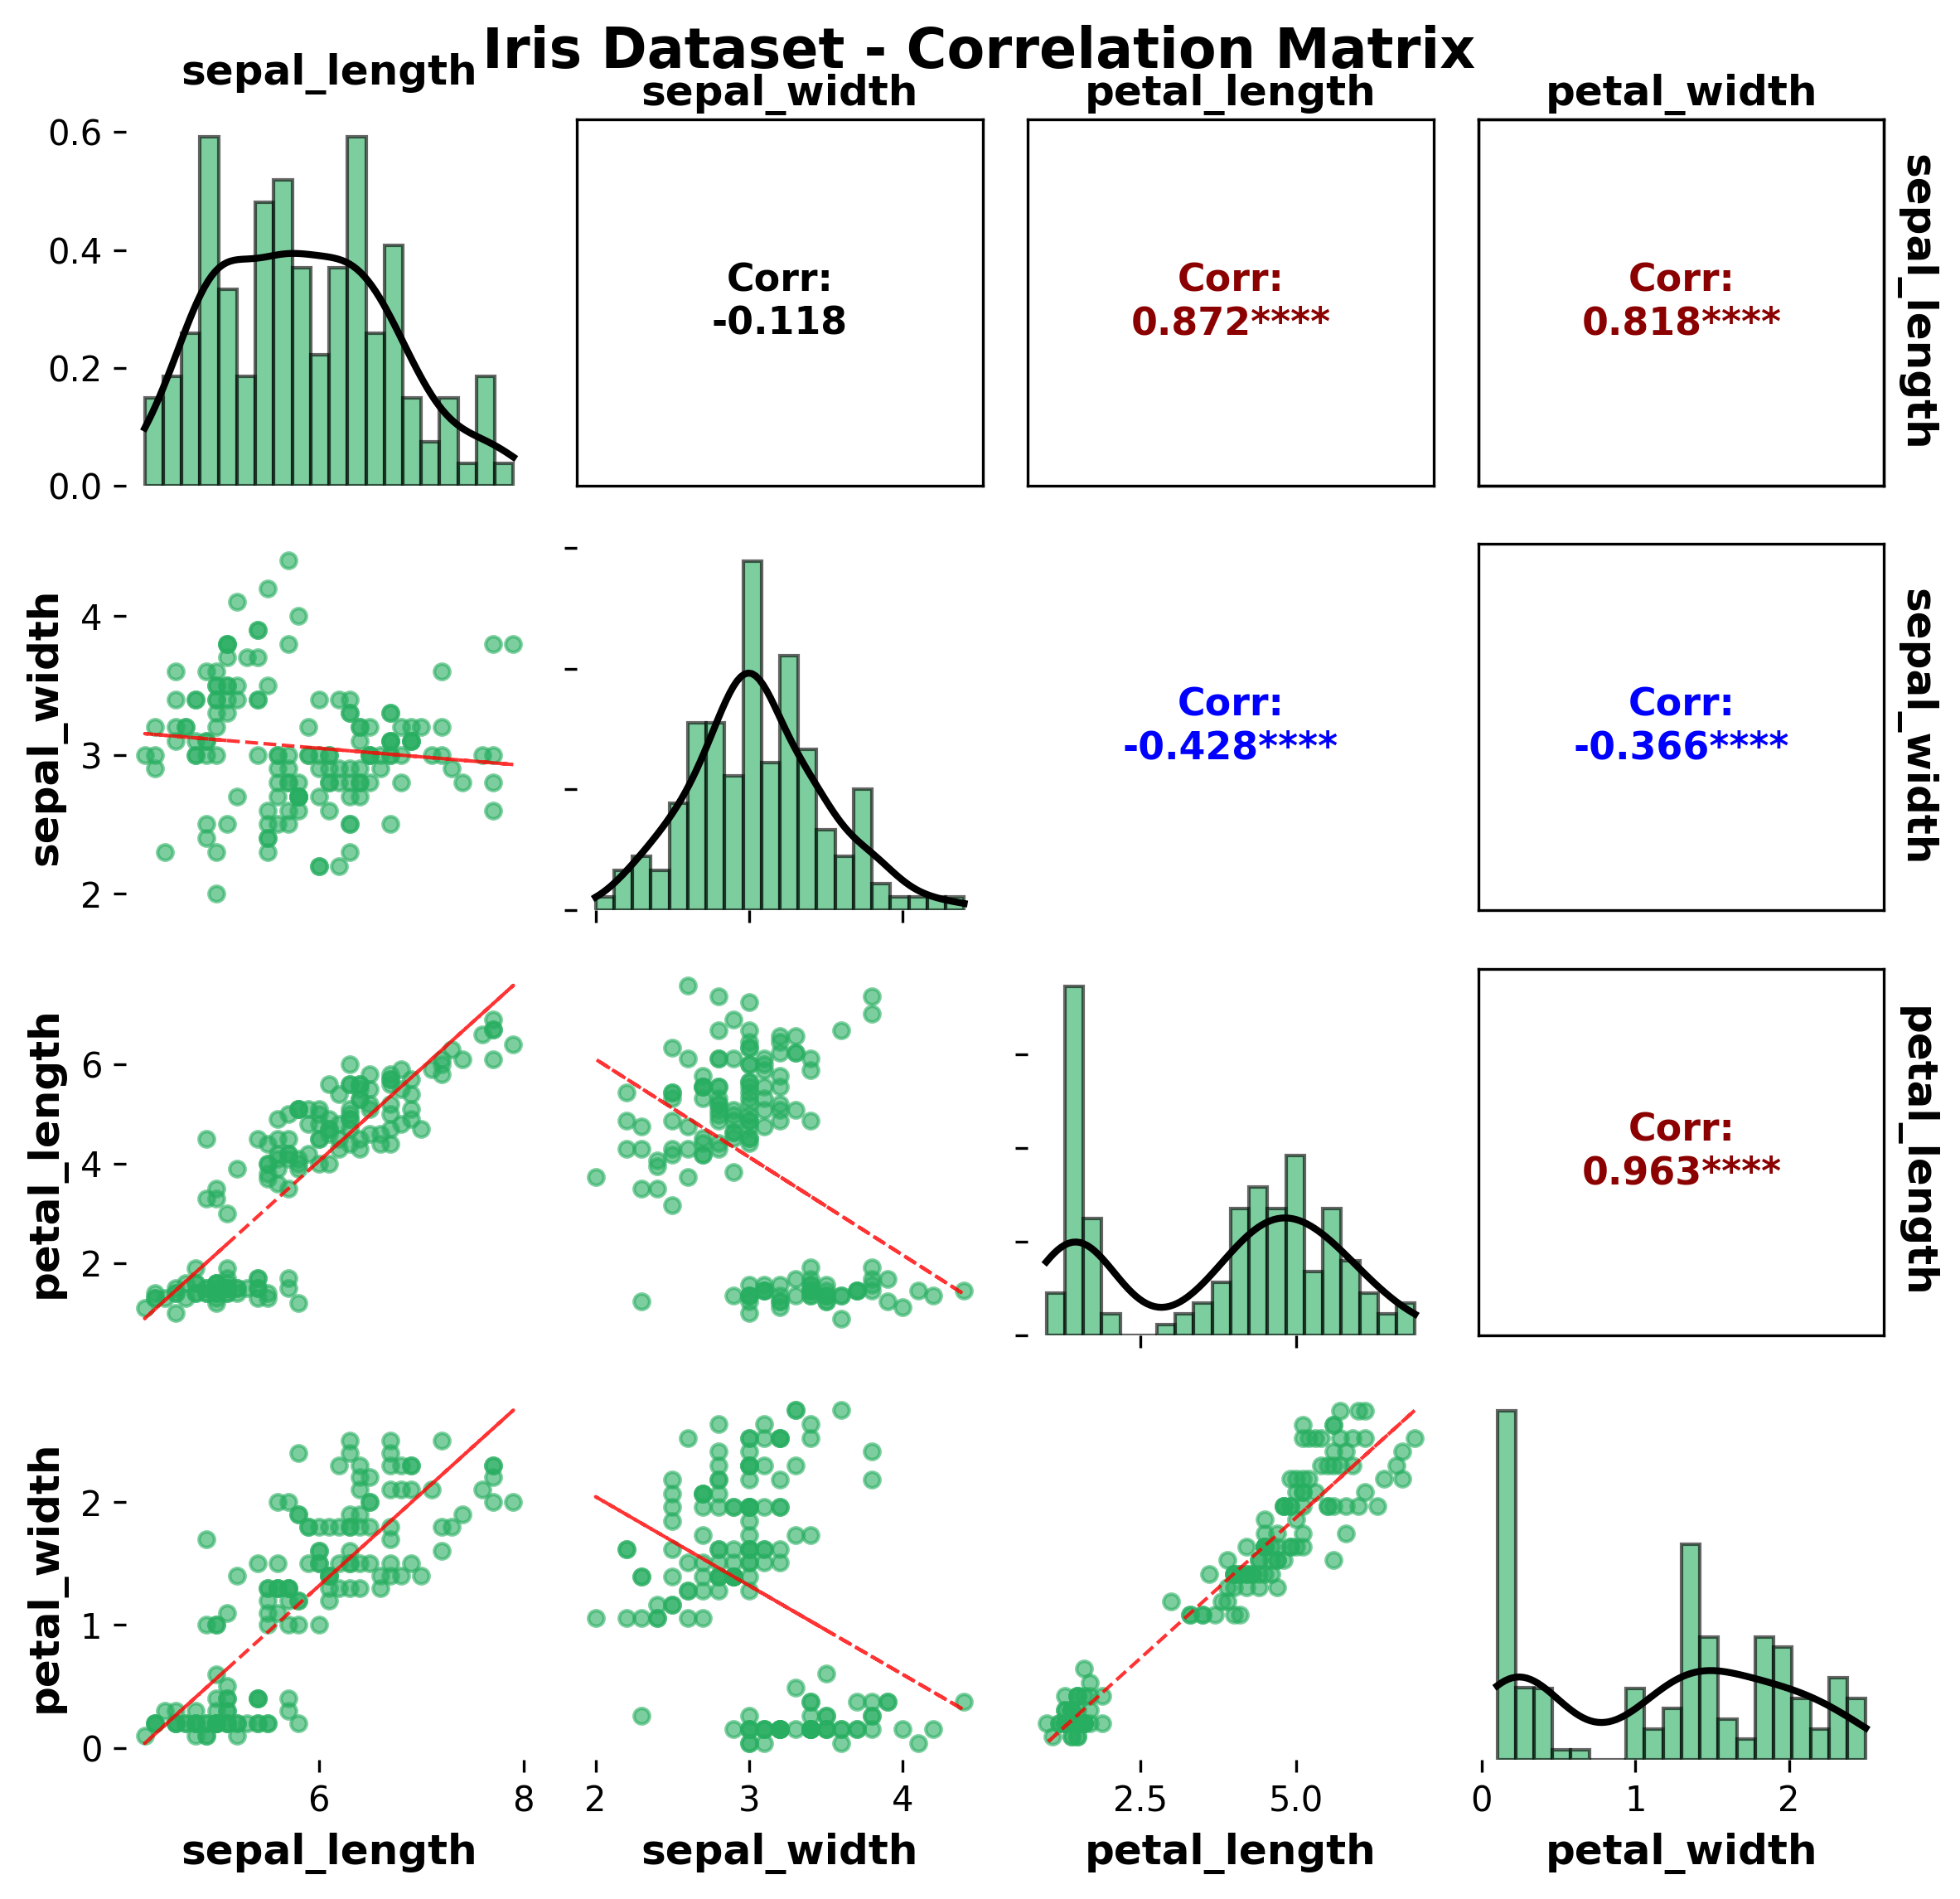 Iris Dataset - Correlation Matrix
sepal_length
sepal_width
petal_length
petal_width
0.6
0.4
0.2
0.0
Corr:
-0.118
Corr:
0.872****
Corr:
0.818****
sepal_length
sepal_width
4
3
2
Corr:
-0.428****
Corr:
-0.366****
sepal_width
petal_length
6
4
2
Corr:
0.963****
petal_length
petal_width
2
1
0
6
8
2
3
4
2.5
5.0
0
1
2
sepal_length
sepal_width
petal_length
petal_width